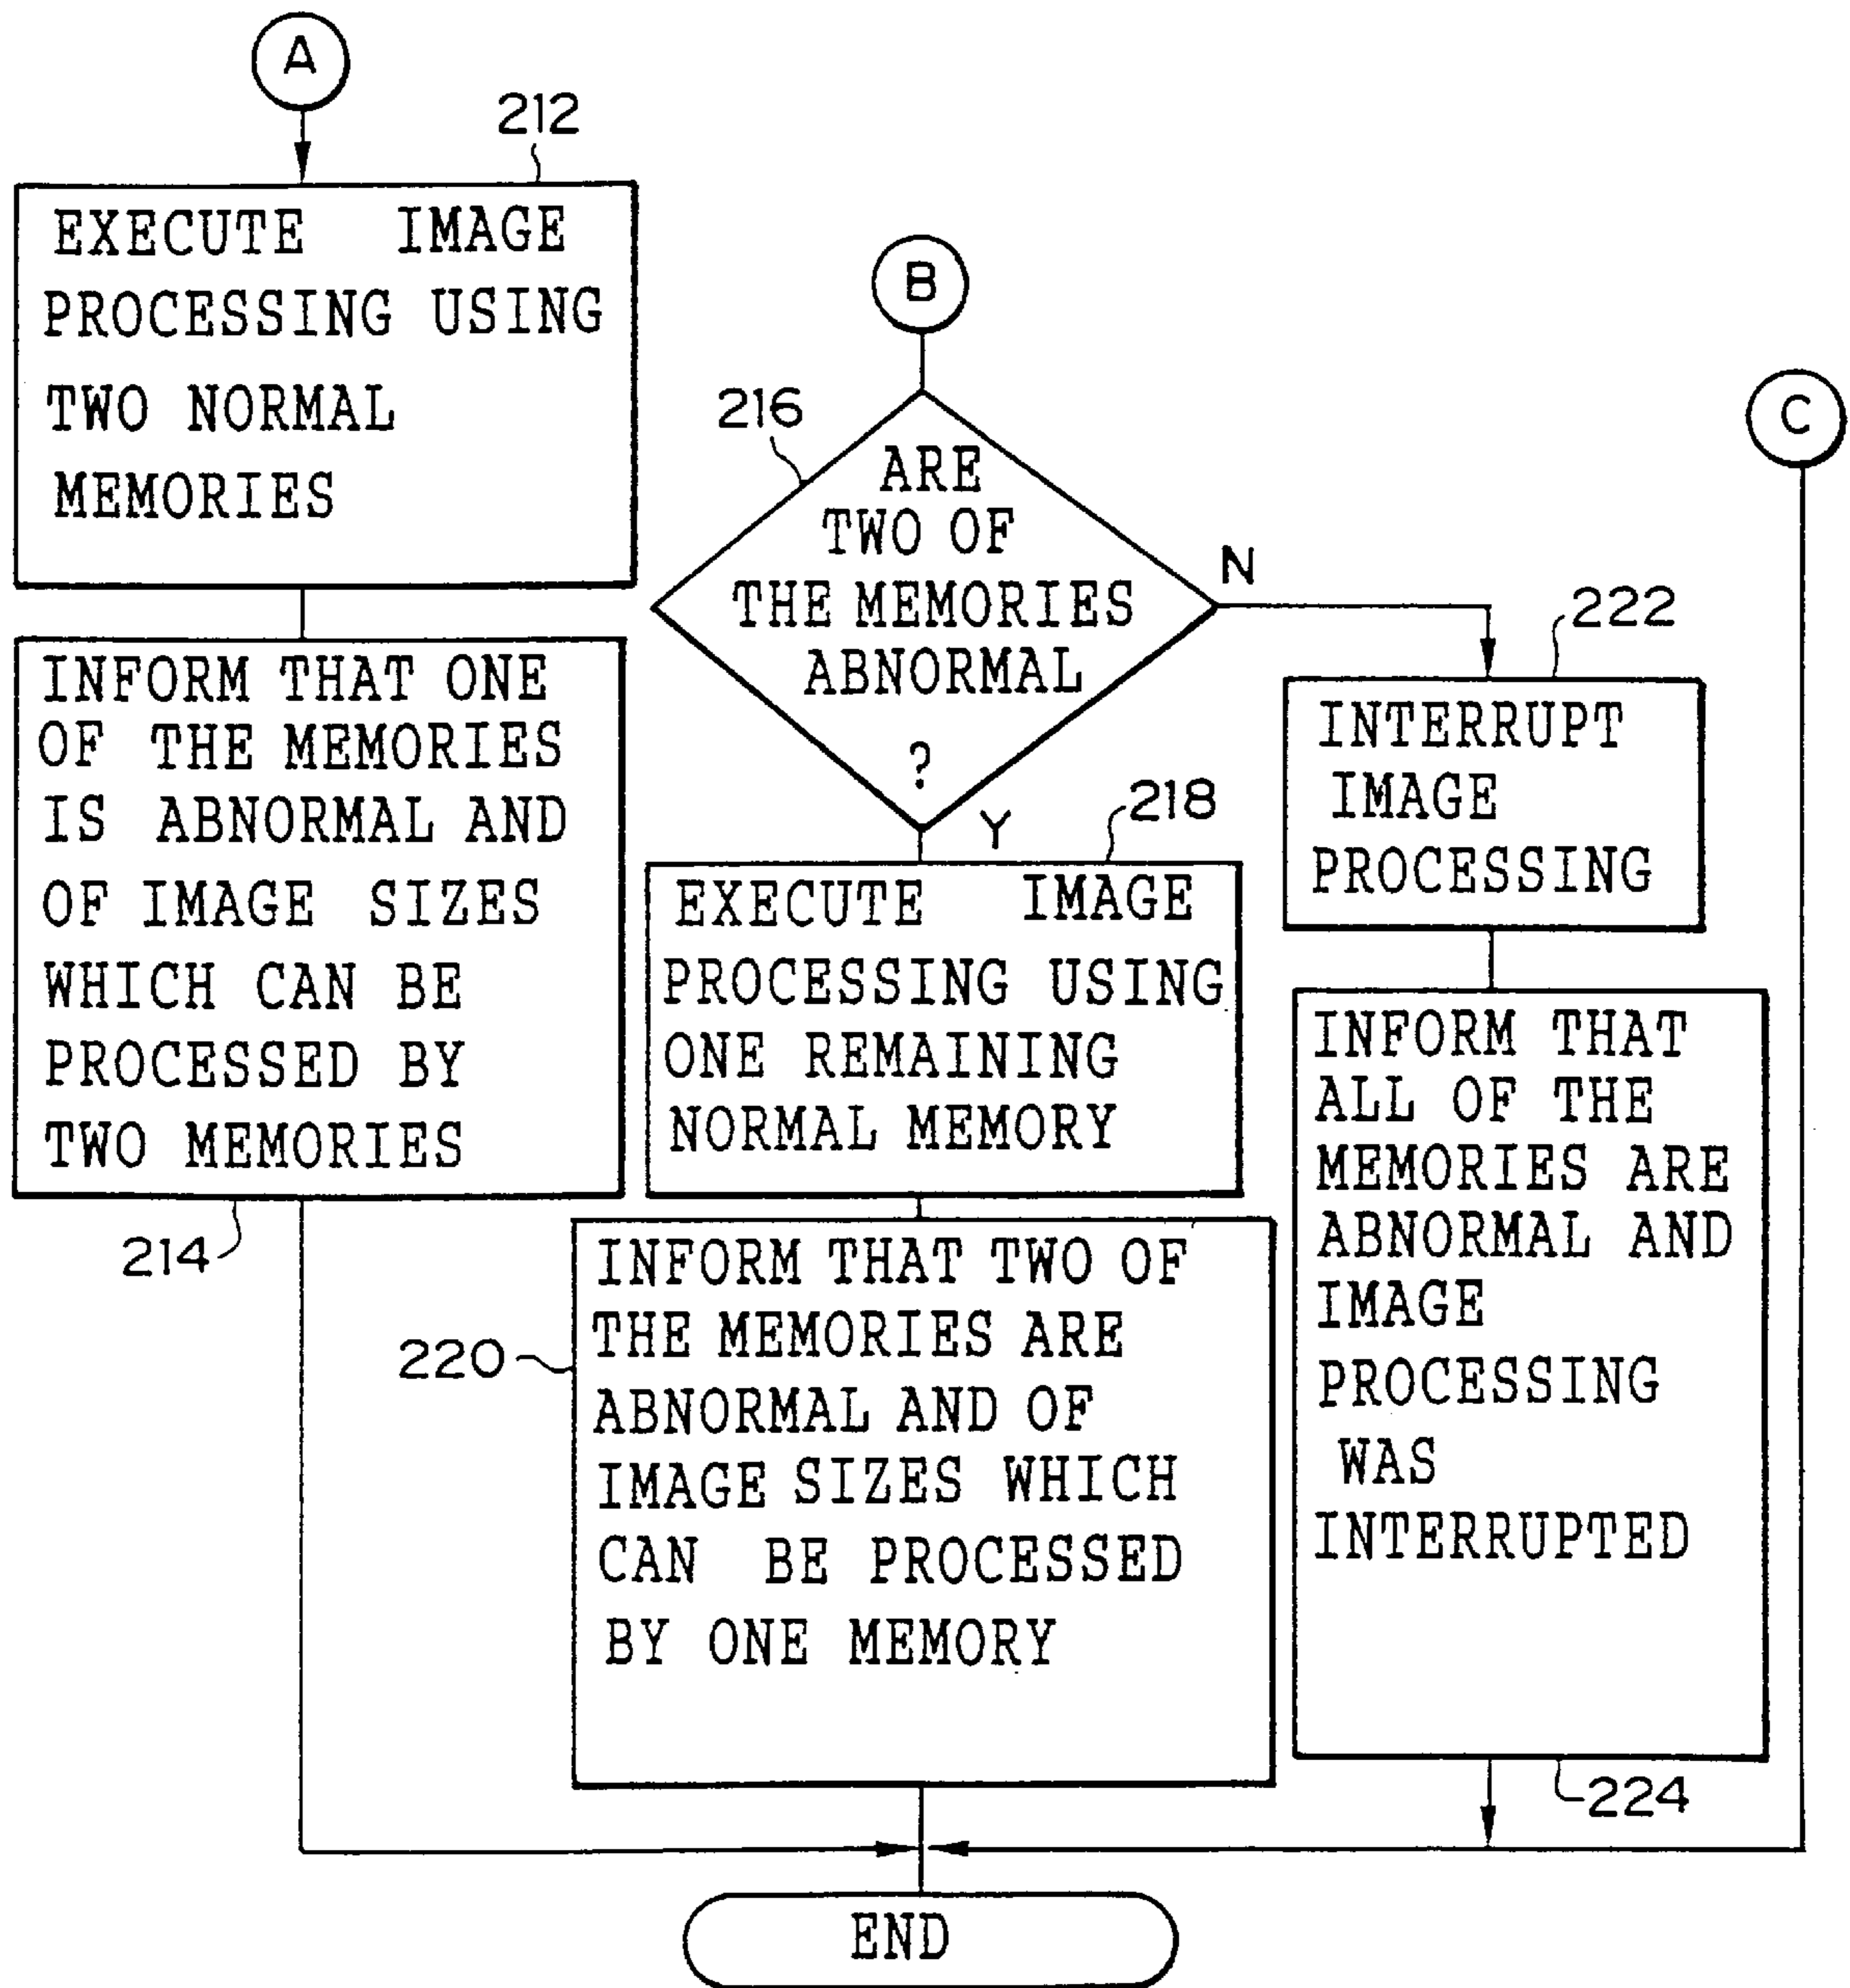 A
212
EXECUTE IMAGE
PROCESSING USING
TWO NORMAL
MEMORIES
INFORM THAT ONE
OF THE MEMORIES
IS ABNORMAL AND
OF IMAGE SIZES
WHICH CAN BE
PROCESSED BY
TWO MEMORIES
214
B
216
ARE
TWO OF
THE MEMORIES
ABNORMAL
?
N
Y
218
EXECUTE IMAGE
PROCESSING USING
ONE REMAINING
NORMAL MEMORY
220
INFORM THAT TWO OF
THE MEMORIES ARE
ABNORMAL AND OF
IMAGE SIZES WHICH
CAN BE PROCESSED
BY ONE MEMORY
222
INTERRUPT
IMAGE
PROCESSING
INFORM THAT
ALL OF THE
MEMORIES ARE
ABNORMAL AND
IMAGE
PROCESSING
WAS
INTERRUPTED
224
C
END